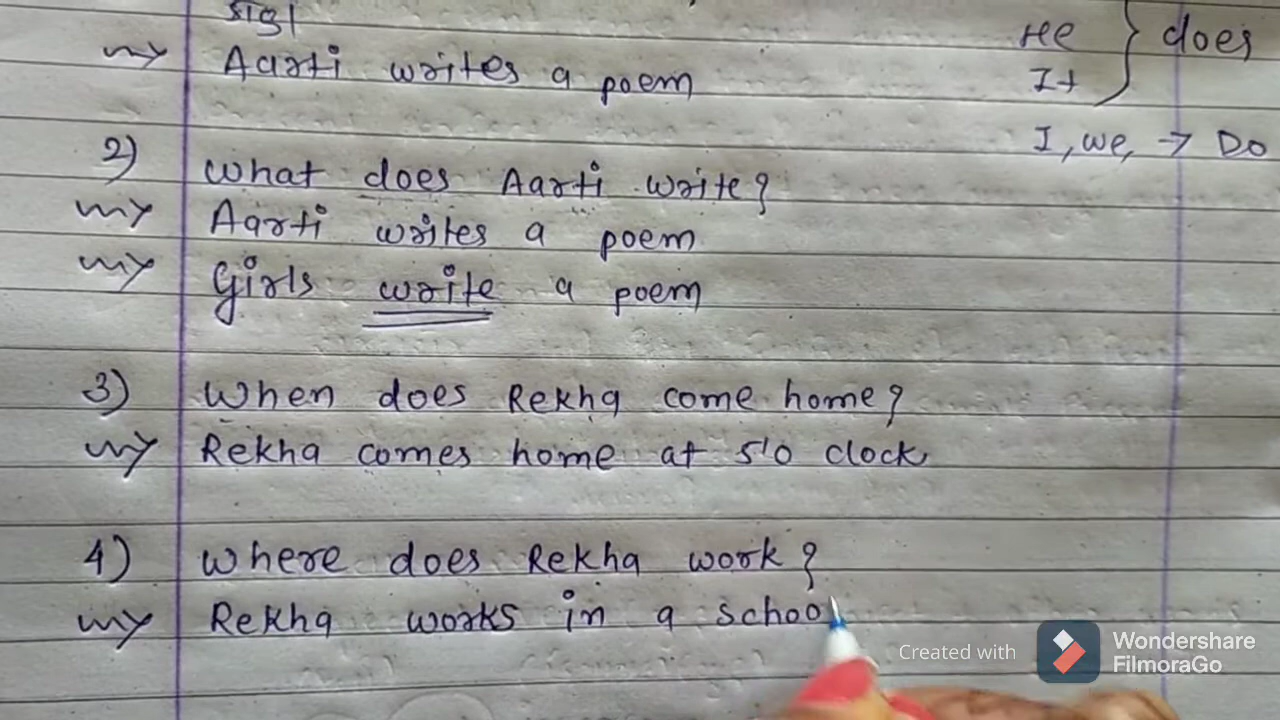 He } does
Aarti writes a poem
It
I, we, → Do
2) What does Aarti write?
Aarti writes a poem
Girls write a poem
3) When does Rekha come home?
Rekha comes home at 5'O clock
4) Where does Rekha work?
Rekha works in a schoo
Created with Wondershare FilmoraGo